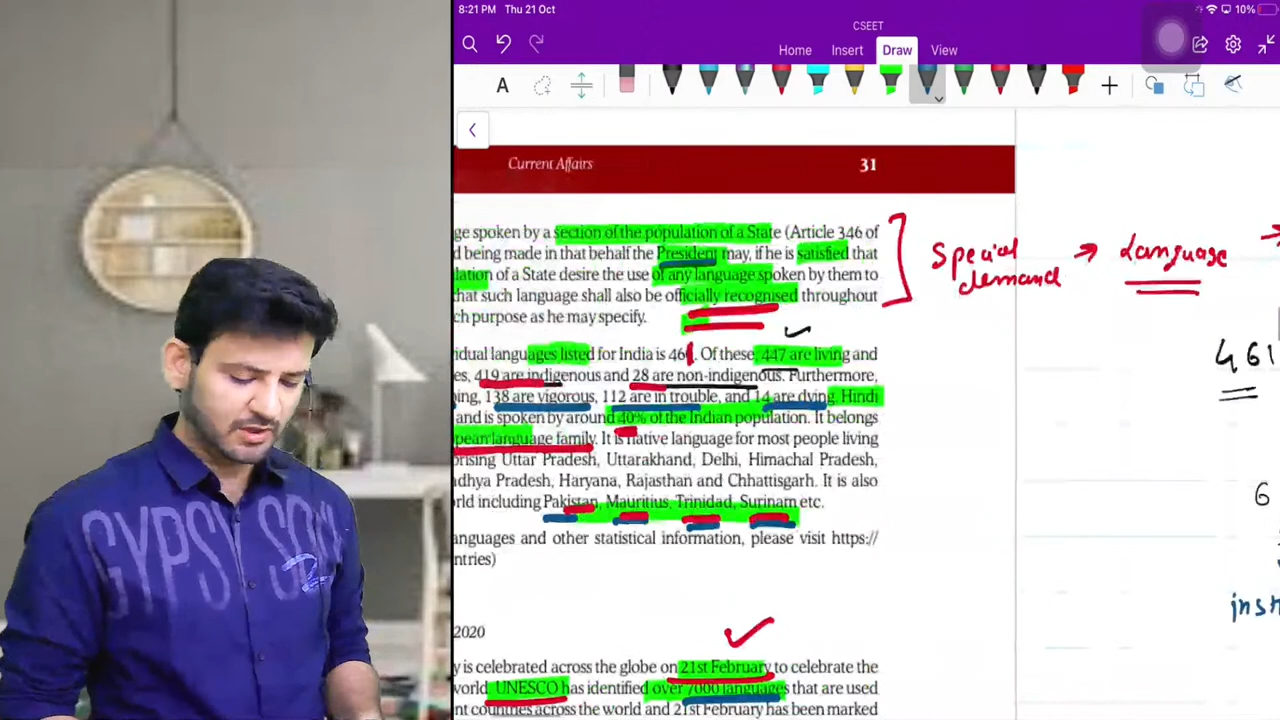 8:21 PM Thu 21 Oct
10%
CSEET
Home Insert Draw View
A
Current Affairs 31
ge spoken by a section of the population of a State (Article 346 of
d being made in that behalf the President may, if he is satisfied that
lation of a State desire the use of any language spoken by them to
that such language shall also be officially recognised throughout
ch purpose as he may specify.
Special demand → Language →
idual languages listed for India is 461. Of these, 447 are living and
461
es, 419 are indigenous and 28 are non-indigenous. Furthermore,
ing, 138 are vigorous, 112 are in trouble, and 14 are dying. Hindi
and is spoken by around 40% of the Indian population. It belongs
pean language family. It is native language for most people living
rising Uttar Pradesh, Uttarakhand, Delhi, Himachal Pradesh,
adhya Pradesh, Haryana, Rajasthan and Chhattisgarh. It is also
rld including Pakistan, Mauritius, Trinidad, Surinam etc.
6
anguages and other statistical information, please visit https://
ntries)
2020
y is celebrated across the globe on 21st February to celebrate the
world. UNESCO has identified over 7000 languages that are used
nt countries across the world and 21st February has been marked
GYPSY